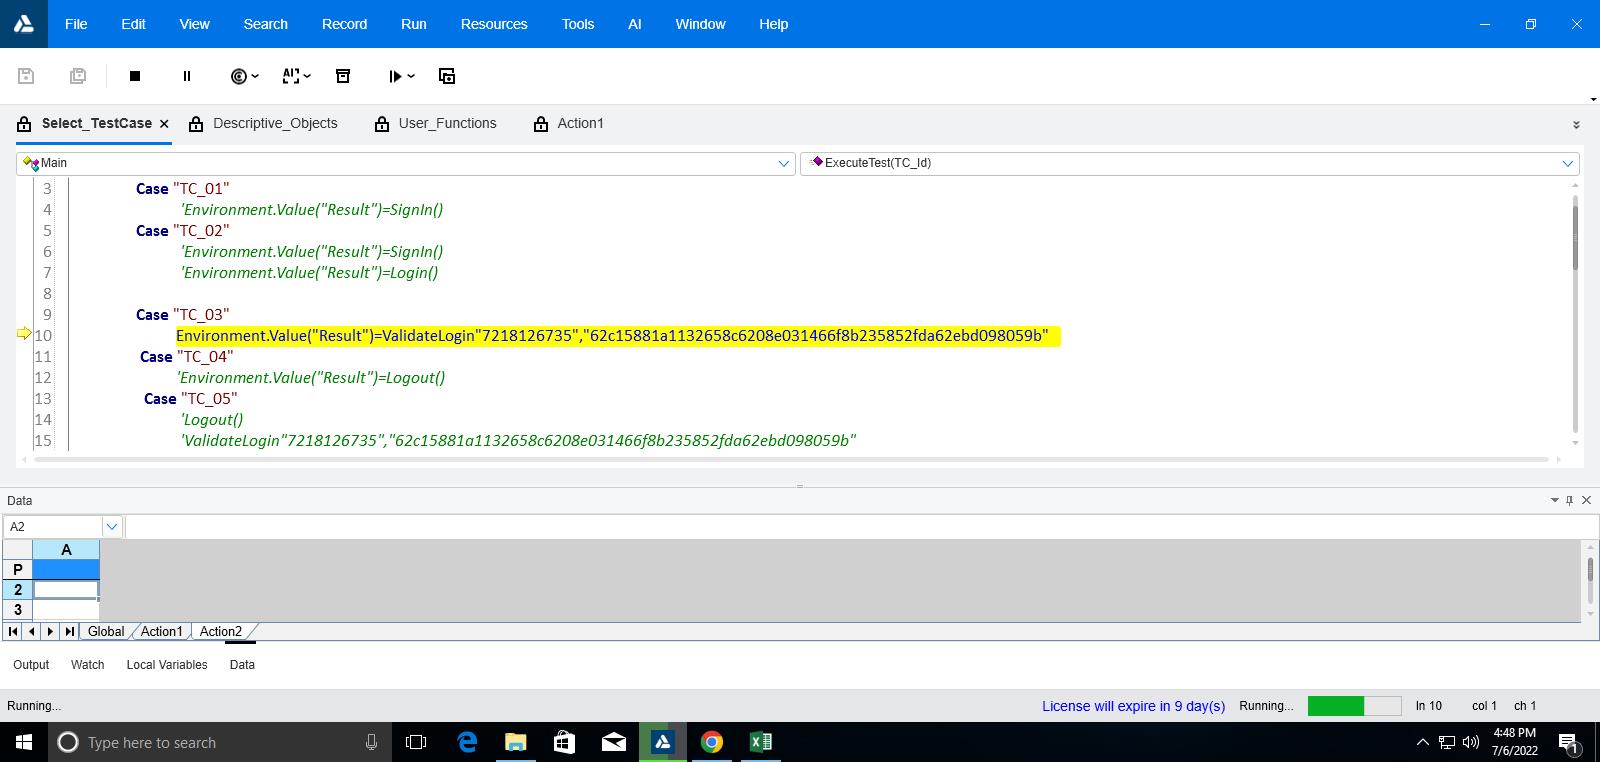 File Edit View Search Record Run Resources Tools AI Window Help
Select_TestCase Descriptive_Objects User_Functions Action1
Main ExecuteTest(TC_Id)
3 Case "TC_01"
4 'Environment.Value("Result")=SignIn()
5 Case "TC_02"
6 'Environment.Value("Result")=SignIn()
7 'Environment.Value("Result")=Login()
8
9 Case "TC_03"
10 Environment.Value("Result")=ValidateLogin"7218126735","62c15881a1132658c6208e031466f8b235852fda62ebd098059b"
11 Case "TC_04"
12 'Environment.Value("Result")=Logout()
13 Case "TC_05"
14 'Logout()
15 'ValidateLogin"7218126735","62c15881a1132658c6208e031466f8b235852fda62ebd098059b"
Data
A2
A
P
2
3
Global Action1 Action2
Output Watch Local Variables Data
Running... License will expire in 9 day(s) Running... ln 10 col 1 ch 1
Type here to search
4:48 PM
7/6/2022
1